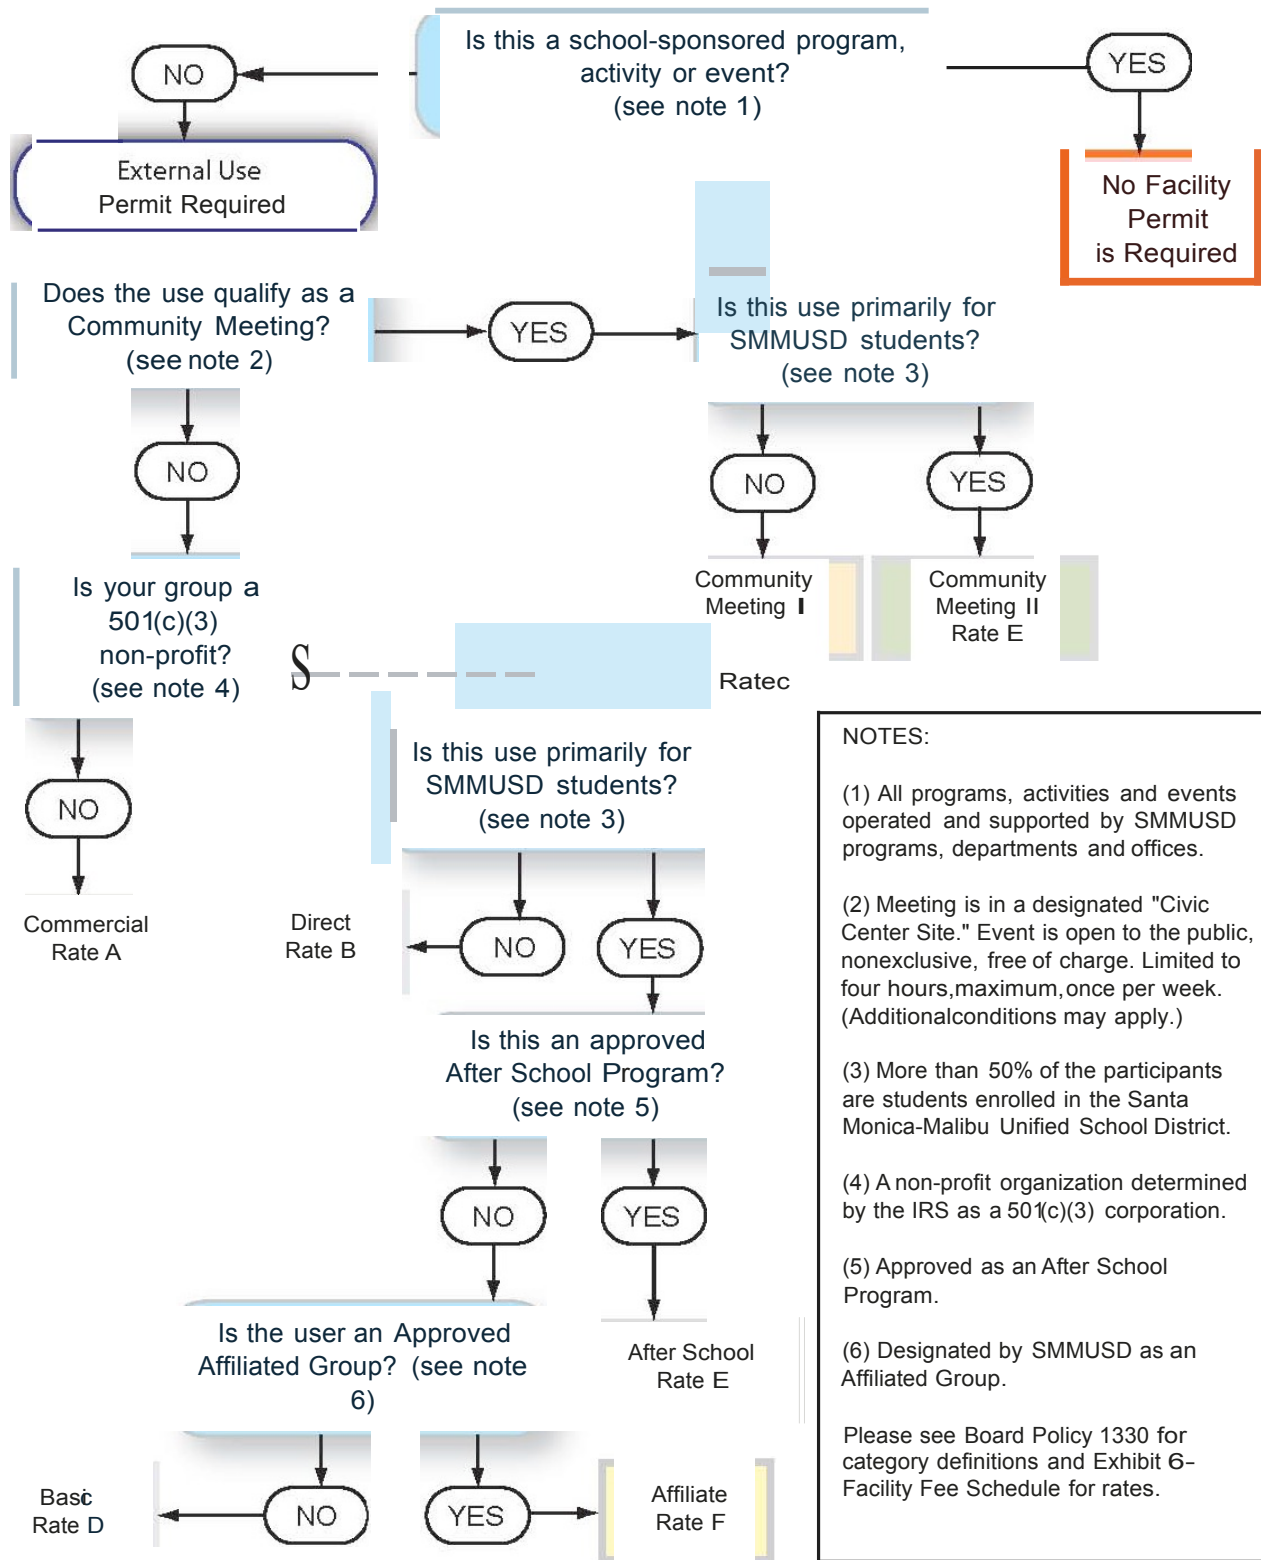 Is this a school-sponsored program,
activity or event?
(see note 1)
NO
YES
External Use
Permit Required
No Facility
Permit
is Required
Does the use qualify as a
Community Meeting?
(see note 2)
YES
Is this use primarily for
SMMUSD students?
(see note 3)
NO
NO
YES
Community
Meeting I
Community
Meeting II
Rate E
Is your group a
501(c)(3)
non-profit?
(see note 4)
S
Ratec
NO
Commercial
Rate A
Is this use primarily for
SMMUSD students?
(see note 3)
Direct
Rate B
NO
YES
Is this an approved
After School Program?
(see note 5)
NO
YES
Is the user an Approved
Affiliated Group? (see note
6)
After School
Rate E
Basic
Rate D
NO
YES
Affiliate
Rate F
NOTES:
(1) All programs, activities and events
operated and supported by SMMUSD
programs, departments and offices.
(2) Meeting is in a designated "Civic
Center Site." Event is open to the public,
nonexclusive, free of charge. Limited to
four hours,maximum,once per week.
(Additionalconditions may apply.)
(3) More than 50% of the participants
are students enrolled in the Santa
Monica-Malibu Unified School District.
(4) A non-profit organization determined
by the IRS as a 501(c)(3) corporation.
(5) Approved as an After School
Program.
(6) Designated by SMMUSD as an
Affiliated Group.
Please see Board Policy 1330 for
category definitions and Exhibit 6-
Facility Fee Schedule for rates.